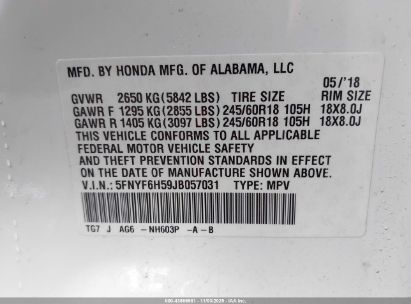 MFD. BY HONDA MFG. OF ALABAMA, LLC
05/'18
GVWR 2650 KG (5842 LBS) TIRE SIZE RIM SIZE
GAWR F 1295 KG (2855 LBS) 245/60R18 105H 18X8.0J
GAWR R 1405 KG (3097 LBS) 245/60R18 105H 18X8.0J
THIS VEHICLE CONFORMS TO ALL APPLICABLE
FEDERAL MOTOR VEHICLE SAFETY
AND THEFT PREVENTION STANDARDS IN EFFECT
ON THE DATE OF MANUFACTURE SHOWN ABOVE.
V.I.N.: 5FNYF6H59JB057031 TYPE: MPV
TG7 J AG6 -NH603P -A -B